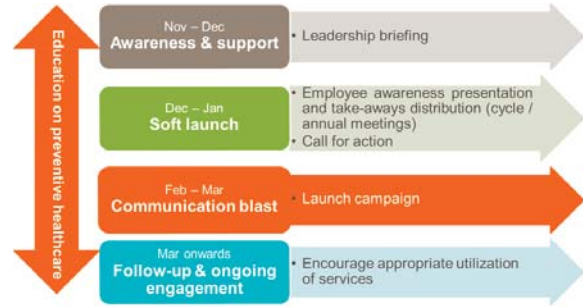 Education on preventive healthcare
Nov – Dec
Awareness & support
• Leadership briefing
Dec – Jan
Soft launch
• Employee awareness presentation
and take-aways distribution (cycle /
annual meetings)
• Call for action
Feb – Mar
Communication blast
• Launch campaign
Mar onwards
Follow-up & ongoing
engagement
• Encourage appropriate utilization
of services